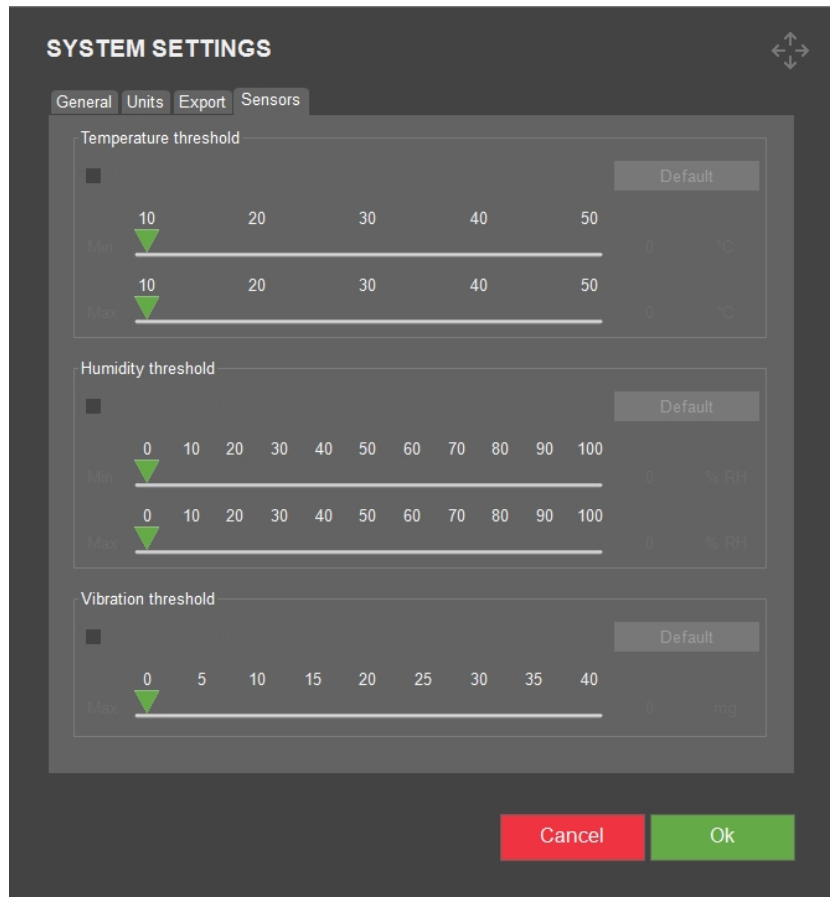 SYSTEM SETTINGS
General Units Export Sensors
Temperature threshold
Default
10 20 30 40 50
Min 0 °C
10 20 30 40 50
Max 0 °C
Humidity threshold
Default
0 10 20 30 40 50 60 70 80 90 100
Min 0 % RH
0 10 20 30 40 50 60 70 80 90 100
Max 0 % RH
Vibration threshold
Default
0 5 10 15 20 25 30 35 40
Max 0 mg
Cancel Ok